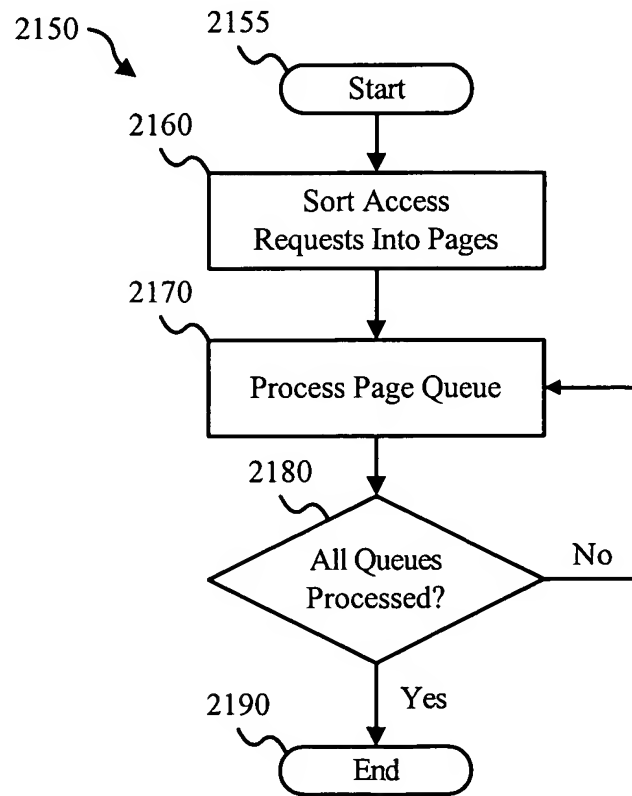 2150
2155
Start
2160
Sort Access
Requests Into Pages
2170
Process Page Queue
2180
All Queues
Processed?
No
Yes
2190
End